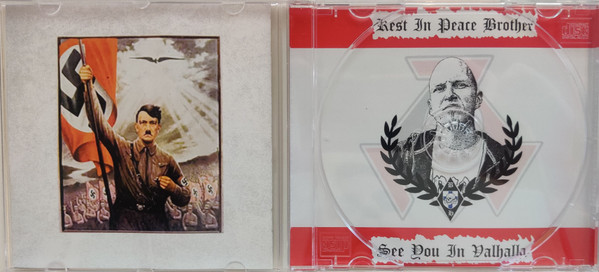 Rest In Peace Brother
See You In Valhalla